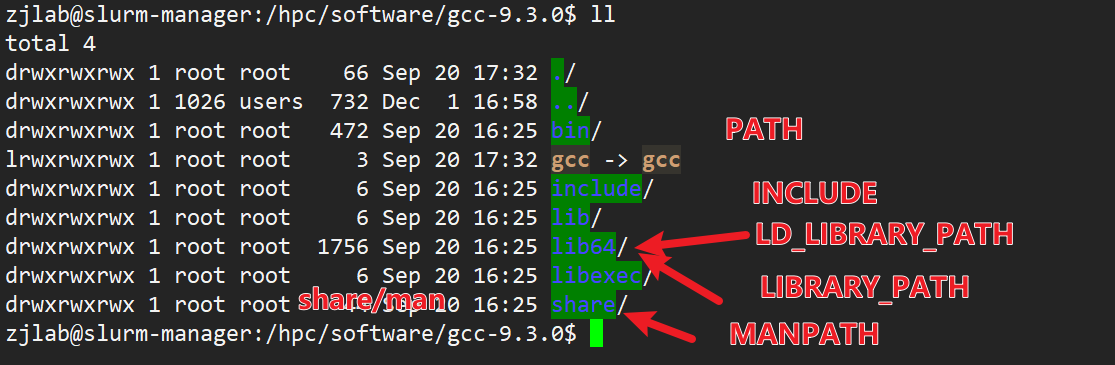 zjlab@slurm-manager:/hpc/software/gcc-9.3.0$ ll
total 4
drwxrwxrwx 1 root root 66 Sep 20 17:32 ./
drwxrwxrwx 1 1026 users 732 Dec 1 16:58 ../
drwxrwxrwx 1 root root 472 Sep 20 16:25 bin/ PATH
lrwxrwxrwx 1 root root 3 Sep 20 17:32 gcc -> gcc
drwxrwxrwx 1 root root 6 Sep 20 16:25 include/ INCLUDE
drwxrwxrwx 1 root root 6 Sep 20 16:25 lib/
drwxrwxrwx 1 root root 1756 Sep 20 16:25 lib64/ LD_LIBRARY_PATH
drwxrwxrwx 1 root root 6 Sep 20 16:25 libexec/ LIBRARY_PATH
drwxrwxrwx 1 root root share/man 20 16:25 share/ MANPATH
zjlab@slurm-manager:/hpc/software/gcc-9.3.0$